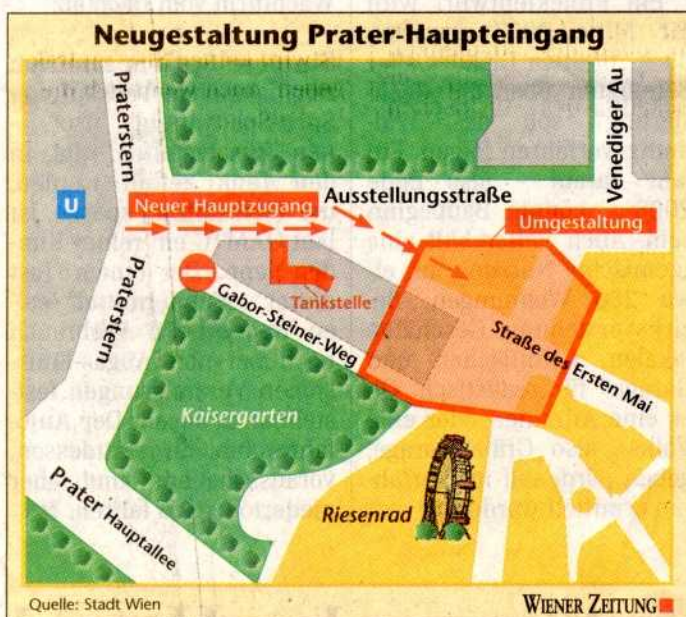 Neugestaltung Prater-Haupteingang
Praterstern
Venediger Au
U
Neuer Hauptzugang
Ausstellungsstraße
Umgestaltung
Praterstern
Tankstelle
Gabor-Steiner-Weg
Straße des Ersten Mai
Kaisergarten
Riesenrad
Prater Hauptallee
Quelle: Stadt Wien
WIENER ZEITUNG